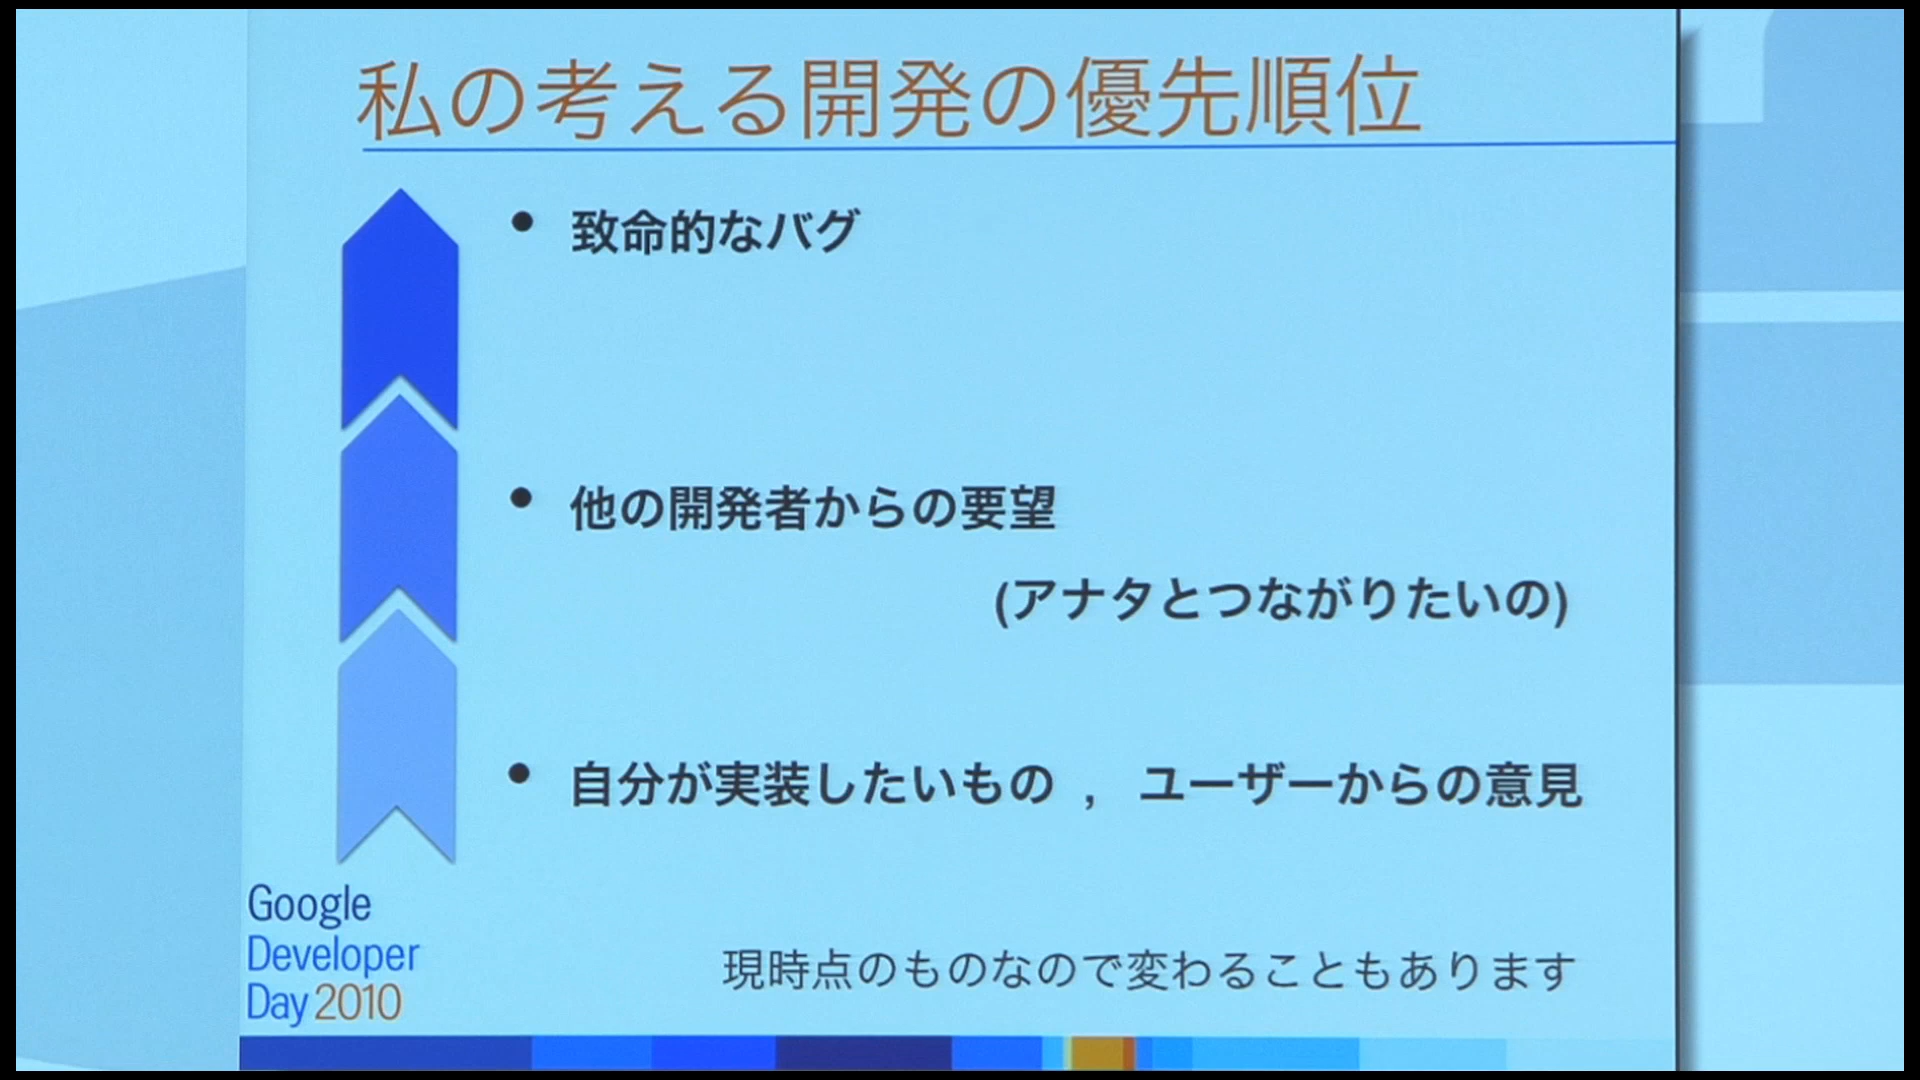 私の考える開発の優先順位
• 致命的なバグ
• 他の開発者からの要望
(アナタとつながりたいの)
• 自分が実装したいもの , ユーザーからの意見
現時点のものなので変わることもあります
Google
Developer
Day 2010